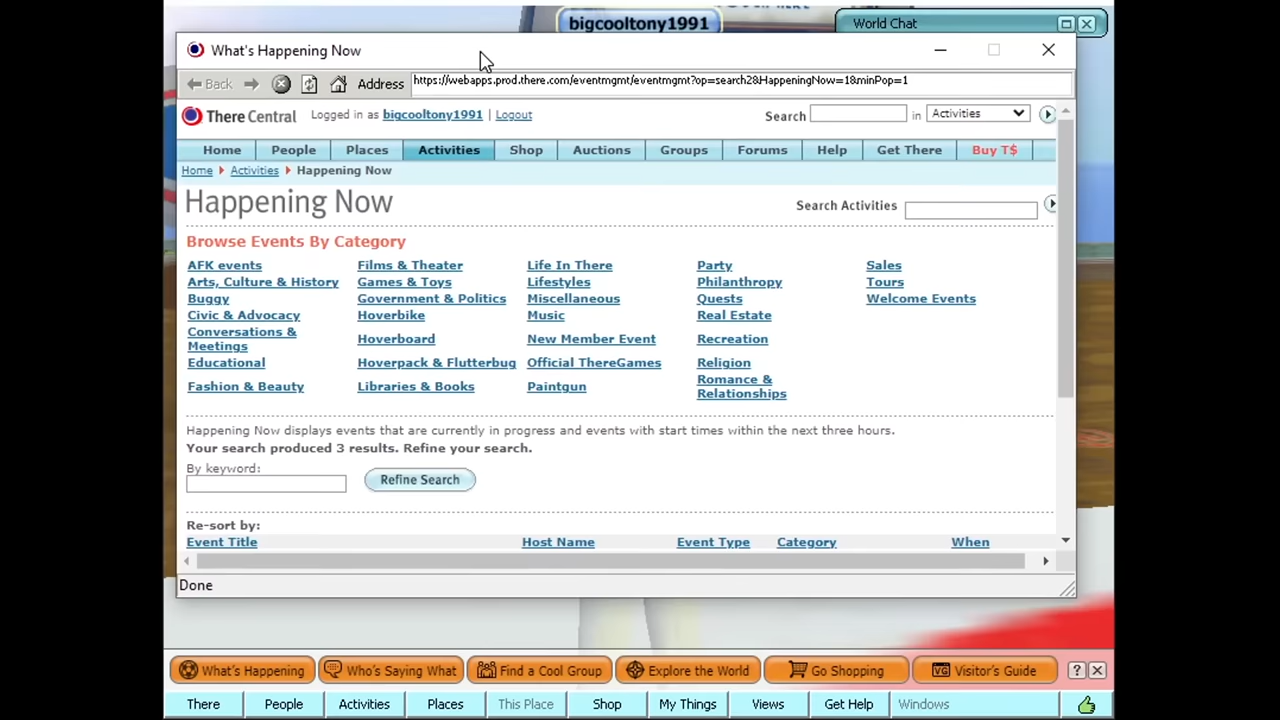 bigcooltony1991
World Chat
What's Happening Now
Back Address https://webapps.prod.there.com/eventmgmt/eventmgmt?op=search2&HappeningNow=1&minPop=1
There Central Logged in as bigcooltony1991 | Logout Search in Activities
Home People Places Activities Shop Auctions Groups Forums Help Get There Buy T$
Home Activities Happening Now
Happening Now Search Activities
Browse Events By Category
AFK events Films & Theater Life In There Party Sales
Arts, Culture & History Games & Toys Lifestyles Philanthropy Tours
Buggy Government & Politics Miscellaneous Quests Welcome Events
Civic & Advocacy Hoverbike Music Real Estate
Conversations & Meetings Hoverboard New Member Event Recreation
Educational Hoverpack & Flutterbug Official ThereGames Religion
Fashion & Beauty Libraries & Books Paintgun Romance & Relationships
Happening Now displays events that are currently in progress and events with start times within the next three hours.
Your search produced 3 results. Refine your search.
By keyword:
Refine Search
Re-sort by:
Event Title Host Name Event Type Category When
Done
What's Happening Who's Saying What Find a Cool Group Explore the World Go Shopping VG Visitor's Guide ?
There People Activities Places This Place Shop My Things Views Get Help Windows